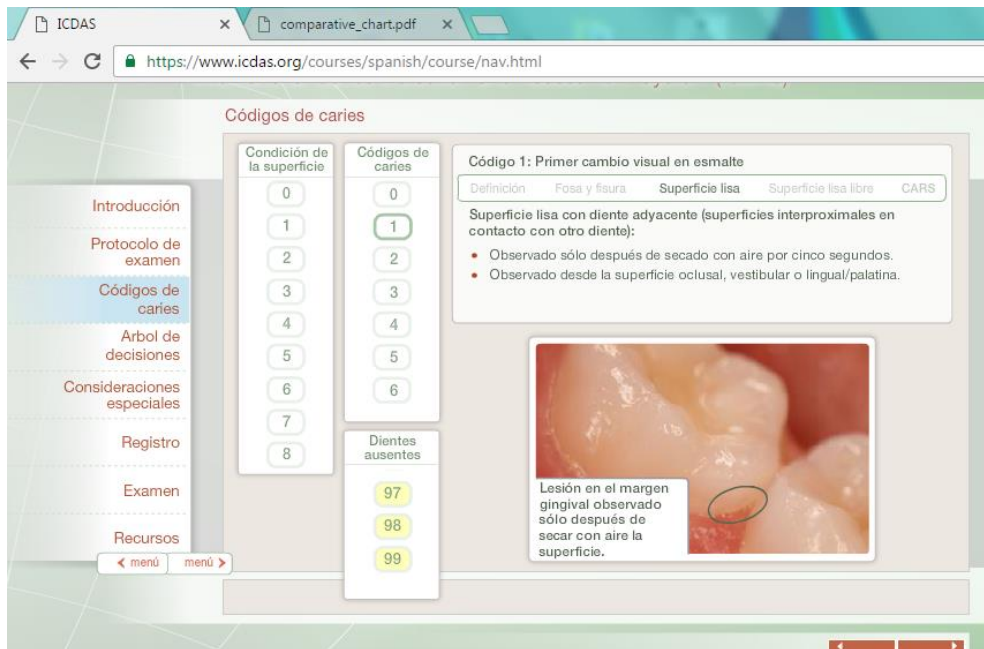 ICDAS
comparative_chart.pdf
https://www.icdas.org/courses/spanish/course/nav.html
Códigos de caries
Introducción
Protocolo de
examen
Códigos de
caries
Arbol de
decisiones
Consideraciones
especiales
Registro
Examen
Recursos
menú menú
Condición de
la superficie
0
1
2
3
4
5
6
7
8
Códigos de
caries
0
1
2
3
4
5
6
Dientes
ausentes
97
98
99
Código 1: Primer cambio visual en esmalte
Definición Fosa y fisura Superficie lisa Superficie lisa libre CARS
Superficie lisa con diente adyacente (superficies interproximales en
contacto con otro diente):
• Observado sólo después de secado con aire por cinco segundos.
• Observado desde la superficie oclusal, vestibular o lingual/palatina.
Lesión en el margen
gingival observado
sólo después de
secar con aire la
superficie.